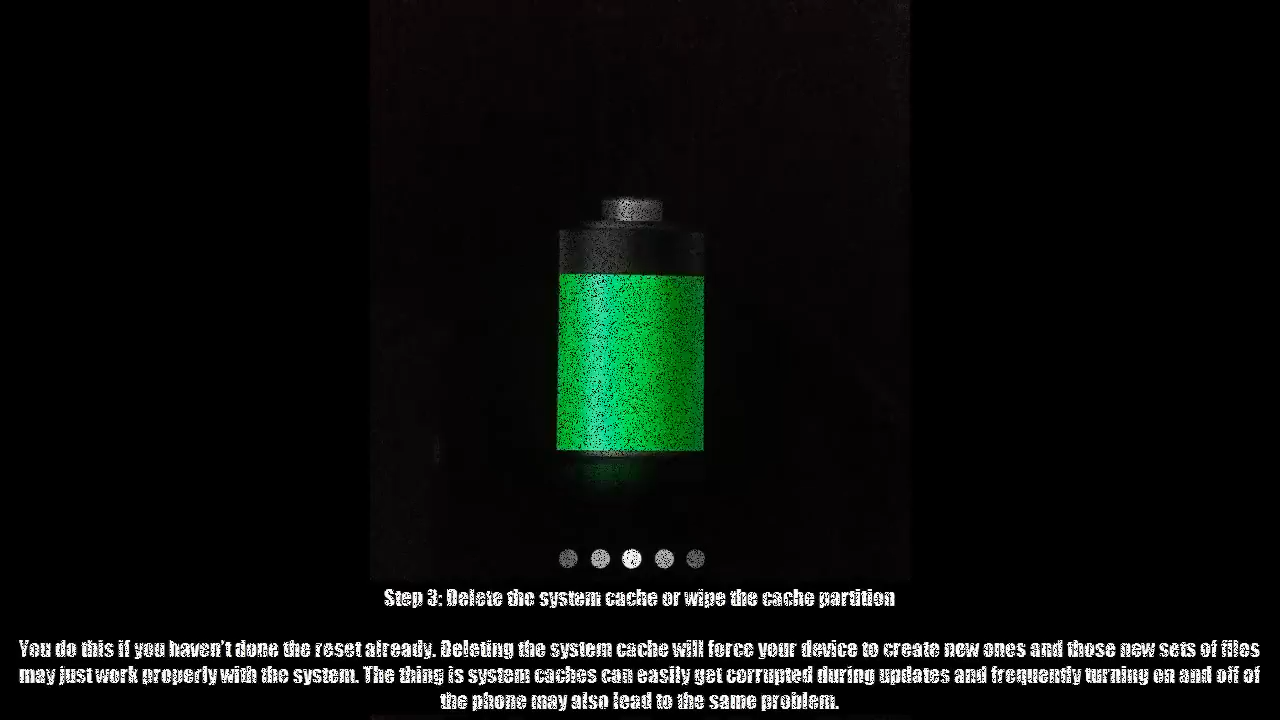 Step 3: Delete the system cache or wipe the cache partition
You do this if you haven't done the reset already. Deleting the system cache will force your device to create new ones and those new sets of files
may just work properly with the system. The thing is system caches can easily get corrupted during updates and frequently turning on and off of
the phone may also lead to the same problem.